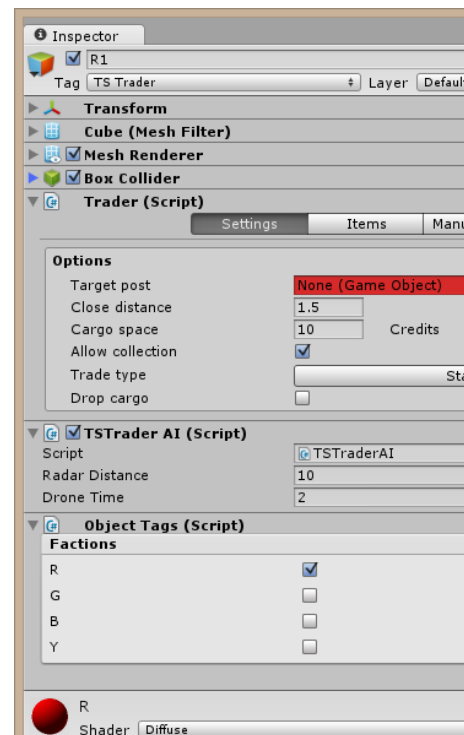 Inspector
R1
Tag TS Trader Layer Default
Transform
Cube (Mesh Filter)
Mesh Renderer
Box Collider
Trader (Script)
Settings Items Manu
Options
Target post None (Game Object)
Close distance 1.5
Cargo space 10 Credits
Allow collection
Trade type Sta
Drop cargo
TSTrader AI (Script)
Script TSTraderAI
Radar Distance 10
Drone Time 2
Object Tags (Script)
Factions
R
G
B
Y
R
Shader Diffuse